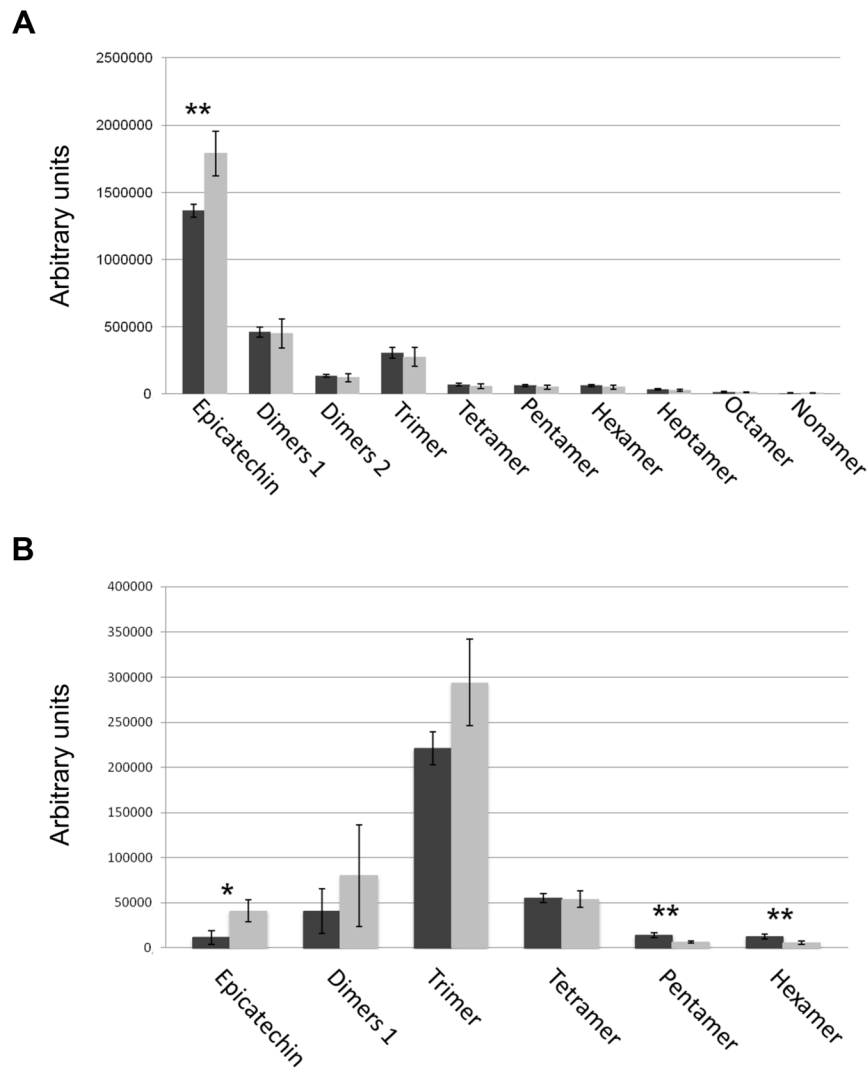 A
2500000
2000000
1500000
1000000
500000
0
Arbitrary units
**
Epicatechin
Dimers 1
Dimers 2
Trimer
Tetramer
Pentamer
Hexamer
Heptamer
Octamer
Nonamer
B
400000
350000
300000
250000
200000
150000
100000
50000
0
Arbitrary units
*
**
**
Epicatechin
Dimers 1
Trimer
Tetramer
Pentamer
Hexamer